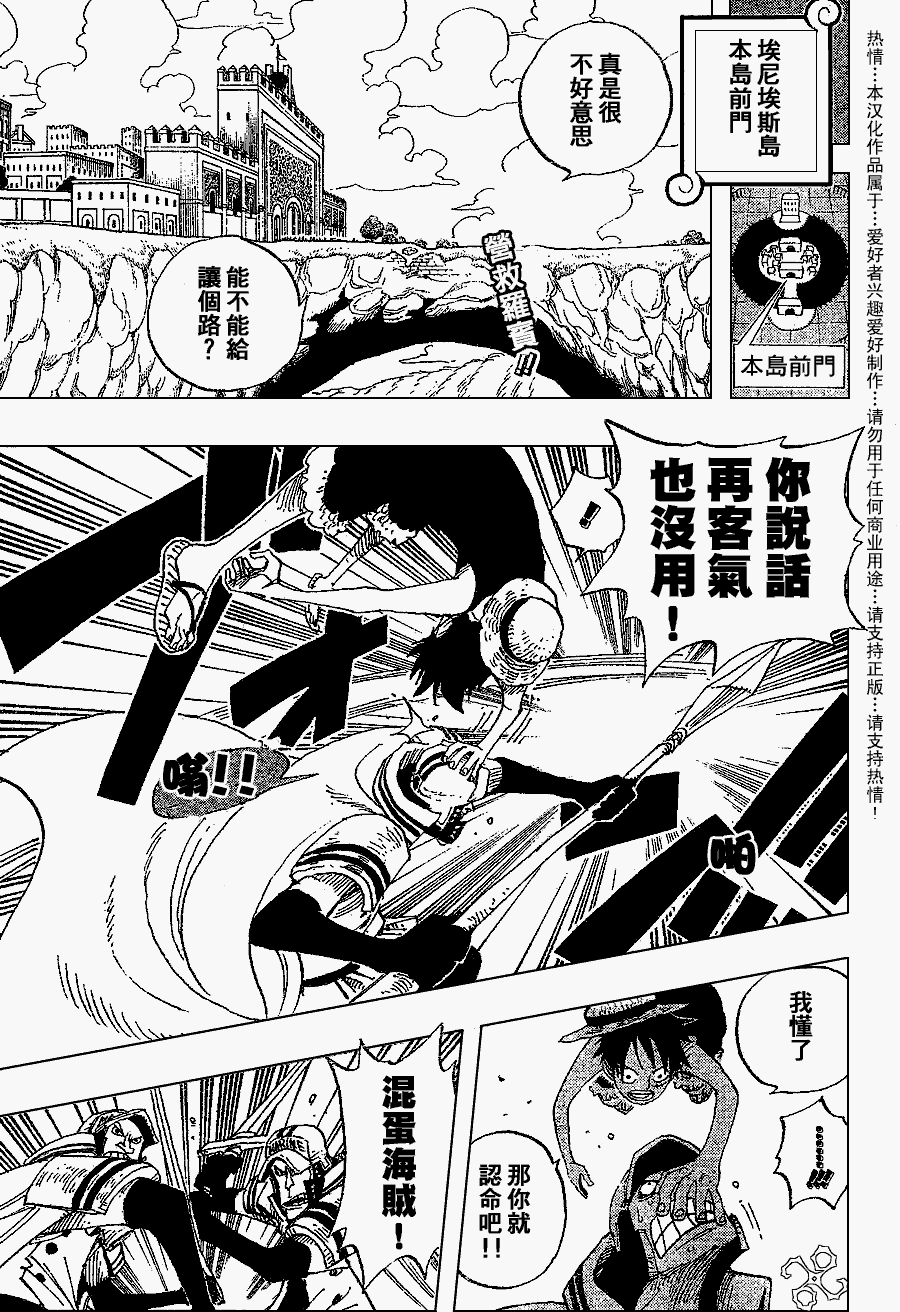 埃尼埃斯島
本島前門
本島前門
真是很
不好意思
營救羅賓!!!
能不能給
讓個路?
你說話
再客氣
也沒用!
!!
嗡!!
啪
我懂了
……!!!
那你就
認命吧!!
混蛋海賊!
MARINE
热情…本汉化作品属于…爱好者兴趣爱好制作…请勿用于任何商业用途…请支持正版…请支持热情!